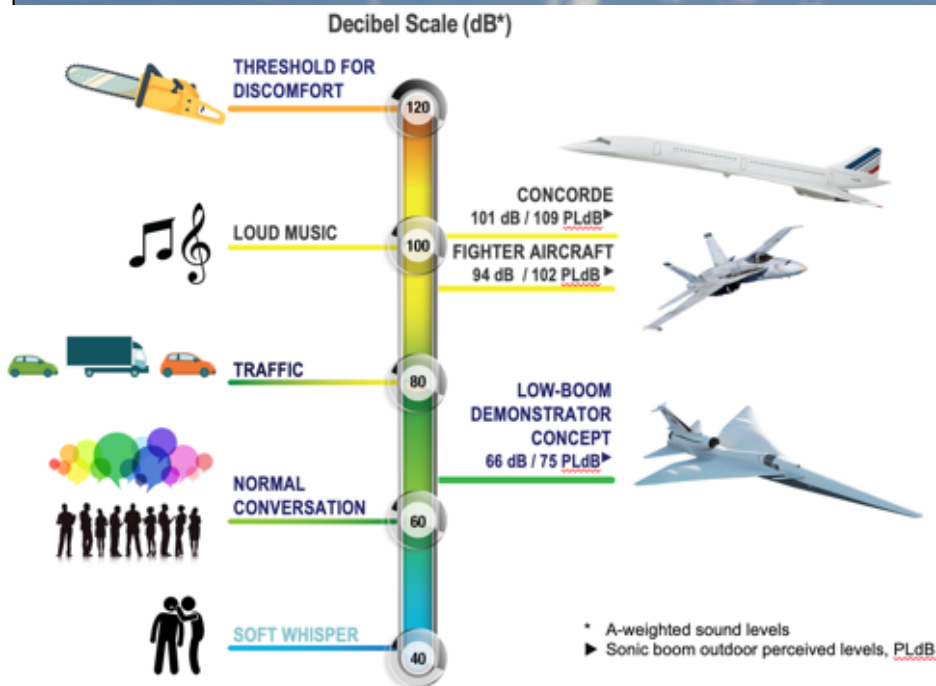 Decibel Scale (dB*)
THRESHOLD FOR
DISCOMFORT
120
CONCORDE
101 dB / 109 PLdB▶
LOUD MUSIC
100
FIGHTER AIRCRAFT
94 dB / 102 PLdB▶
TRAFFIC
80
LOW-BOOM
DEMONSTRATOR
CONCEPT
66 dB / 75 PLdB▶
NORMAL
CONVERSATION
60
SOFT WHISPER
40
* A-weighted sound levels
▶ Sonic boom outdoor perceived levels, PLdB